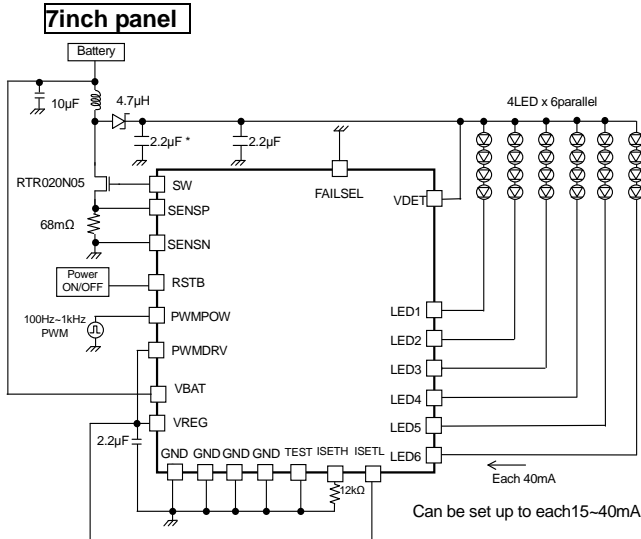 7inch panel
Battery
10µF
4.7µH
4LED x 6parallel
2.2µF *
2.2µF
RTR020N05
SW
FAILSEL
VDET
SENSP
68mΩ
SENSN
Power
ON/OFF
RSTB
100Hz~1kHz
PWM
PWMPOW
LED1
LED2
PWMDRV
LED3
VBAT
LED4
VREG
LED5
2.2µF
GND
GND
GND
GND
TEST
ISETH
ISETL
LED6
Each 40mA
12kΩ
Can be set up to each15~40mA